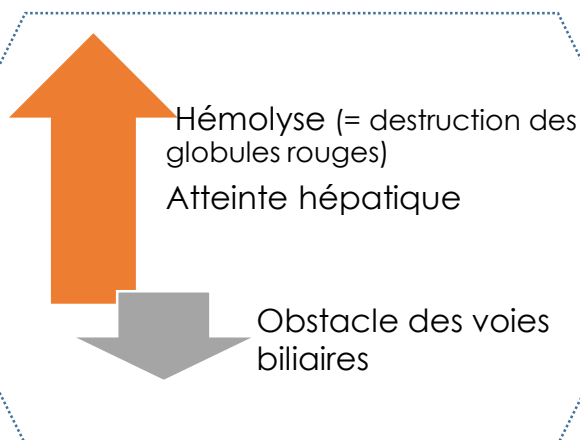 Hémolyse (= destruction des
globules rouges)
Atteinte hépatique
Obstacle des voies
biliaires